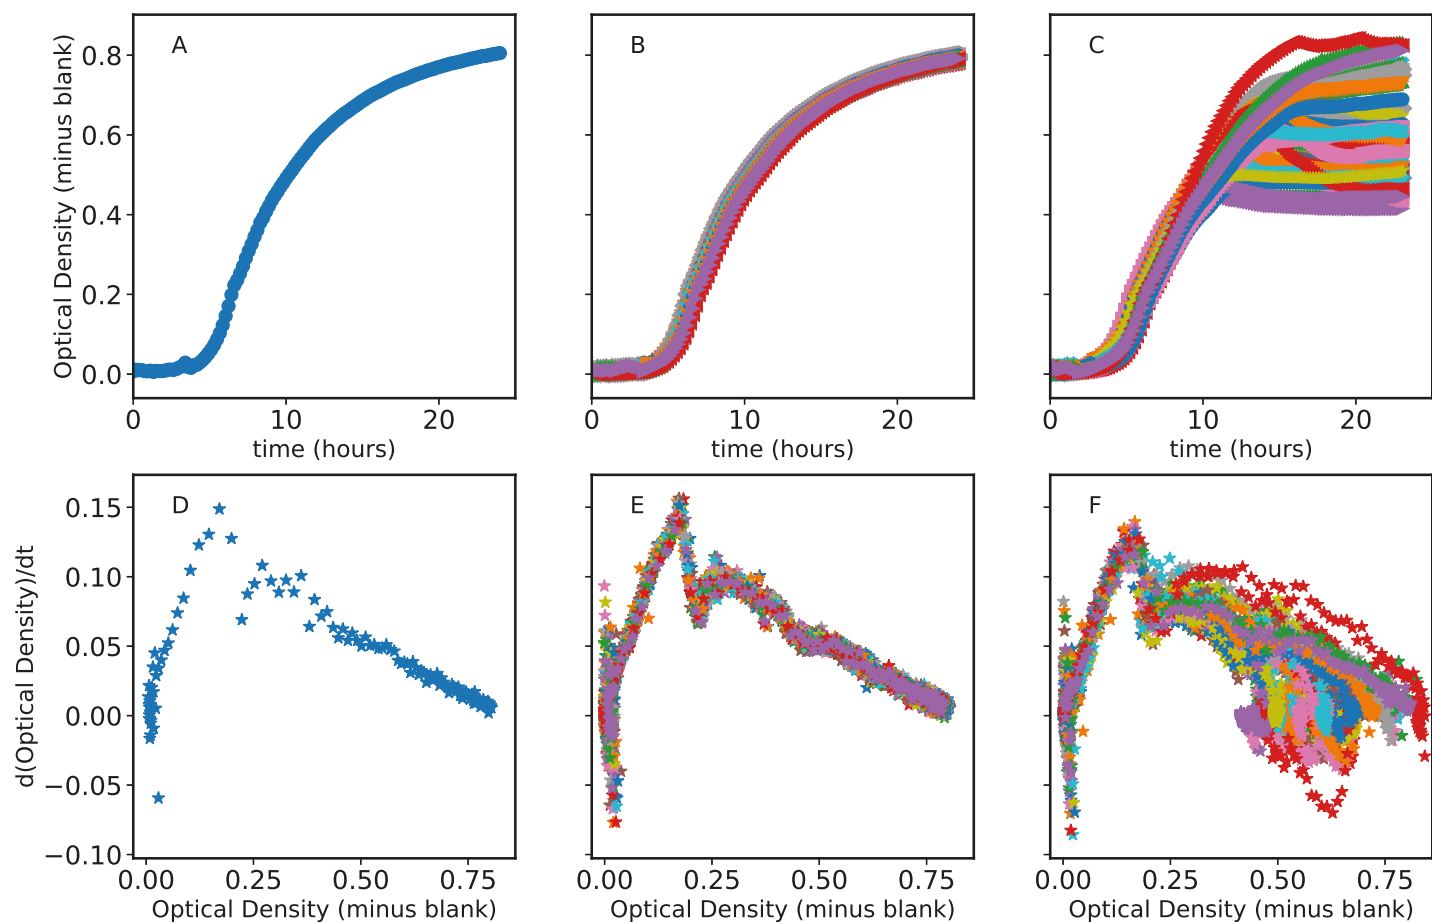 A
B
C
Optical Density (minus blank)
0.8
0.6
0.4
0.2
0.0
0
10
20
0
10
20
0
10
20
time (hours)
time (hours)
time (hours)
D
E
F
d(Optical Density))/dt
0.15
0.10
0.05
0.00
−0.05
−0.10
0.00
0.25
0.50
0.75
0.00
0.25
0.50
0.75
0.00
0.25
0.50
0.75
Optical Density (minus blank)
Optical Density (minus blank)
Optical Density (minus blank)